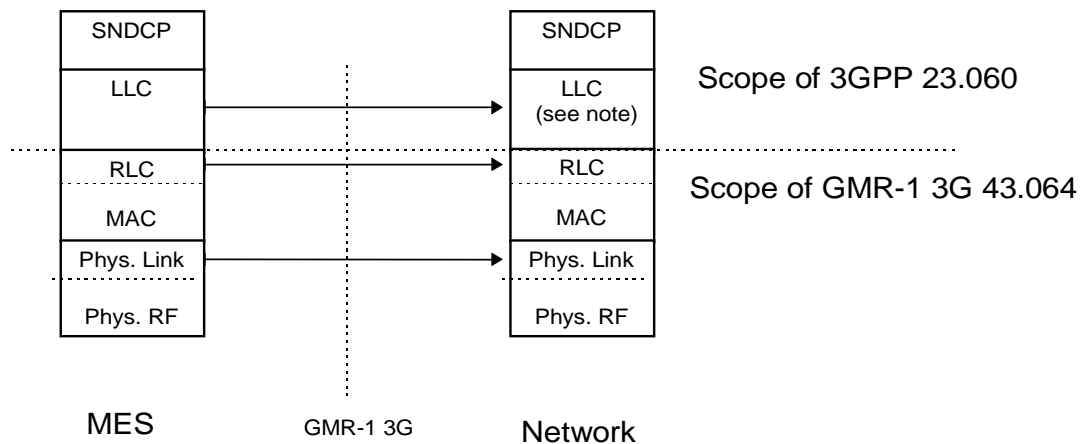 SNDCP
LLC
RLC
MAC
Phys. Link
Phys. RF
MES
GMR-1 3G
SNDCP
LLC
(see note)
RLC
MAC
Phys. Link
Phys. RF
Network
Scope of 3GPP 23.060
Scope of GMR-1 3G 43.064